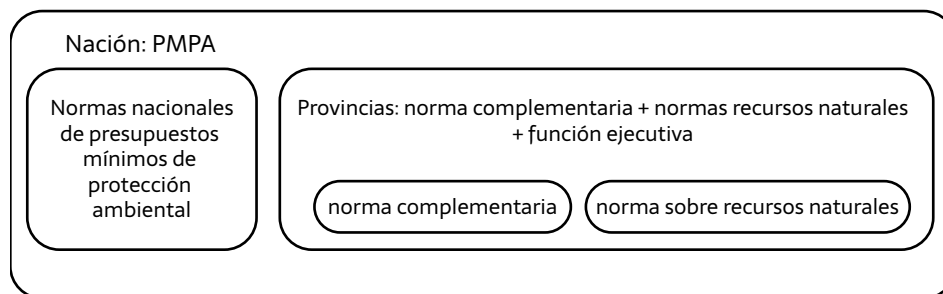 Nación: PMPA
Normas nacionales
de presupuestos
mínimos de
protección
ambiental
Provincias: norma complementaria + normas recursos naturales
+ función ejecutiva
norma complementaria
norma sobre recursos naturales